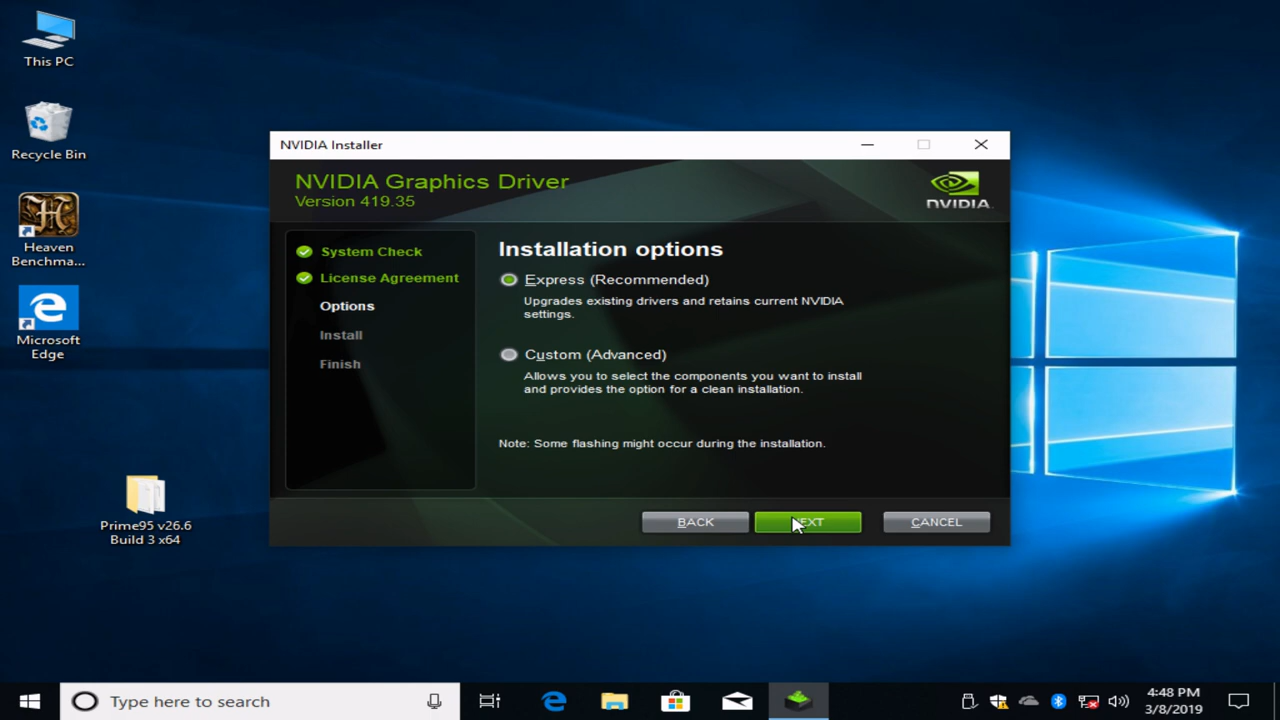 This PC
Recycle Bin
Heaven
Benchma...
Microsoft
Edge
Prime95 v26.6
Build 3 x64
NVIDIA Installer
NVIDIA Graphics Driver
Version 419.35
NVIDIA
System Check
License Agreement
Options
Install
Finish
Installation options
Express (Recommended)
Upgrades existing drivers and retains current NVIDIA
settings.
Custom (Advanced)
Allows you to select the components you want to install
and provides the option for a clean installation.
Note: Some flashing might occur during the installation.
BACK
NEXT
CANCEL
Type here to search
4:48 PM
3/8/2019